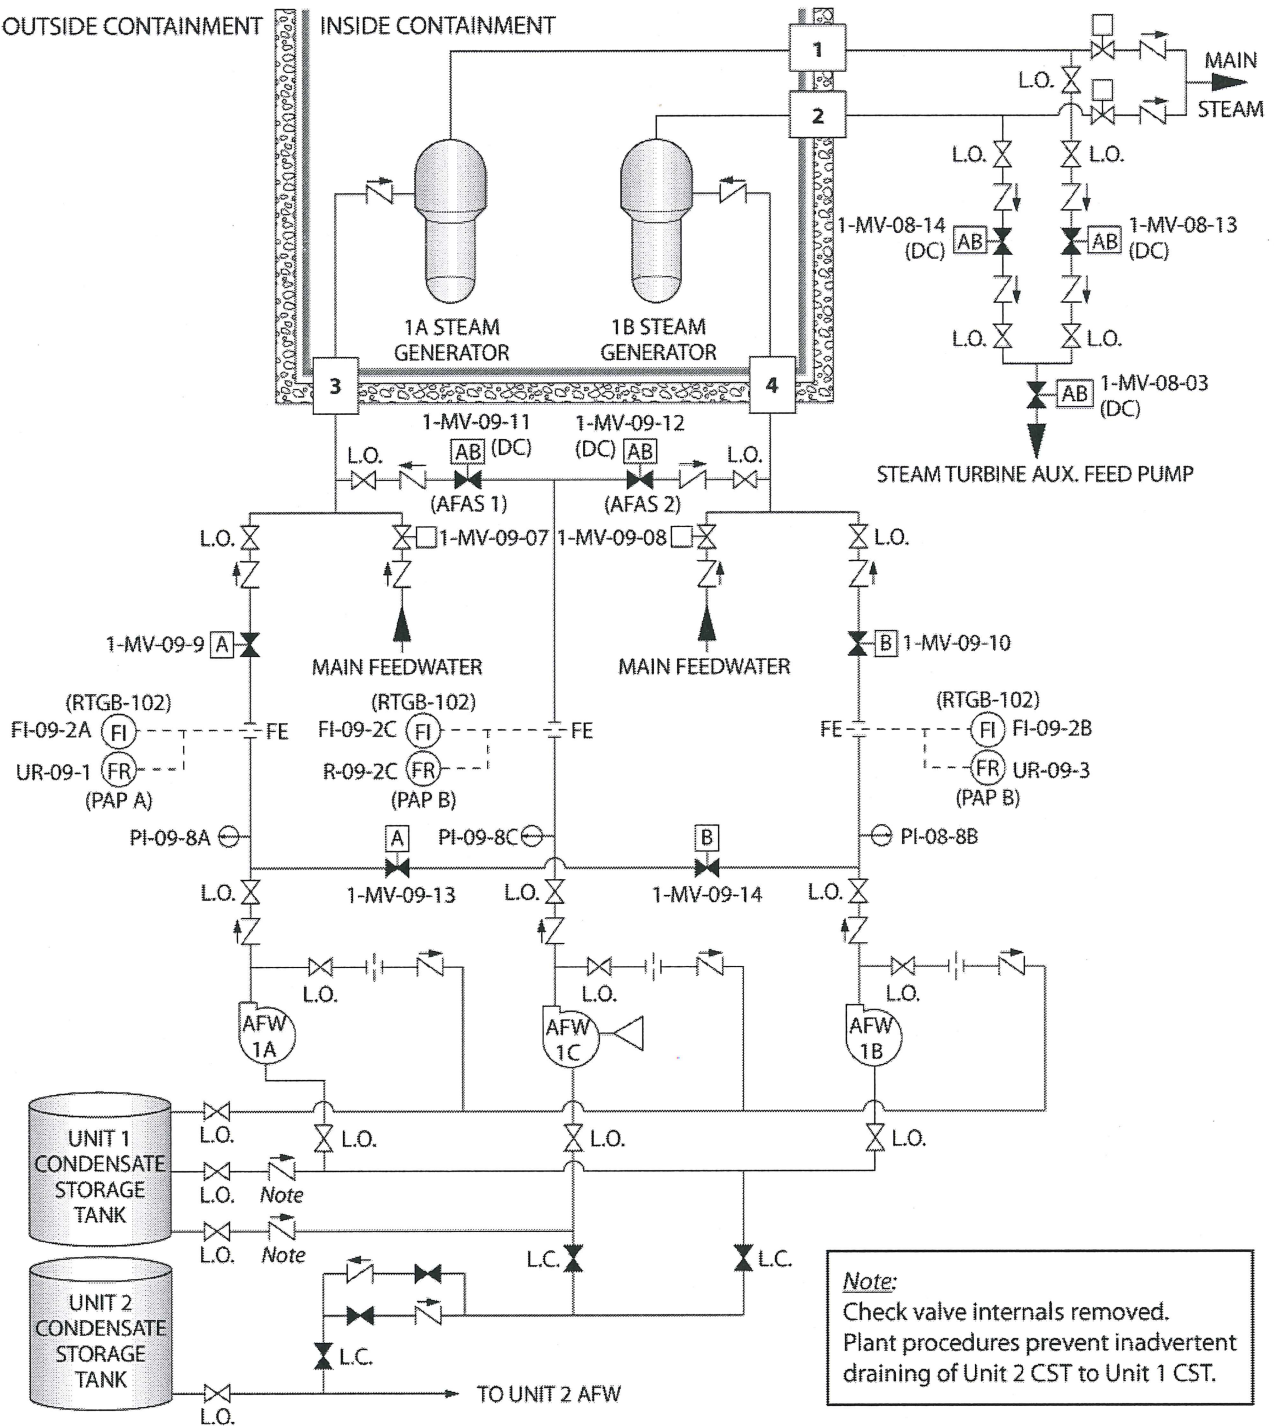 OUTSIDE CONTAINMENT
INSIDE CONTAINMENT
1
2
MAIN
STEAM
L.O.
L.O.
L.O.
1-MV-08-14
(DC)
AB
AB
1-MV-08-13
(DC)
L.O.
L.O.
1A STEAM
GENERATOR
1B STEAM
GENERATOR
3
4
AB
1-MV-08-03
(DC)
STEAM TURBINE AUX. FEED PUMP
1-MV-09-11
AB
(DC)
(AFAS 1)
1-MV-09-12
(DC)
AB
(AFAS 2)
L.O.
L.O.
L.O.
1-MV-09-07
1-MV-09-08
L.O.
1-MV-09-9
A
MAIN FEEDWATER
MAIN FEEDWATER
B
1-MV-09-10
(RTGB-102)
FI-09-2A
FI
FE
UR-09-1
FR
(PAP A)
(RTGB-102)
FI-09-2C
FI
FE
R-09-2C
FR
(PAP B)
(RTGB-102)
FE
FI
FI-09-2B
FR
UR-09-3
(PAP B)
PI-09-8A
PI-09-8C
PI-08-8B
A
1-MV-09-13
B
1-MV-09-14
L.O.
L.O.
L.O.
L.O.
L.O.
L.O.
AFW
1A
AFW
1C
AFW
1B
L.O.
L.O.
L.O.
L.O.
UNIT 1
CONDENSATE
STORAGE
TANK
L.O.
Note
L.O.
Note
L.C.
L.C.
UNIT 2
CONDENSATE
STORAGE
TANK
L.C.
L.O.
TO UNIT 2 AFW
Note:
Check valve internals removed.
Plant procedures prevent inadvertent
draining of Unit 2 CST to Unit 1 CST.